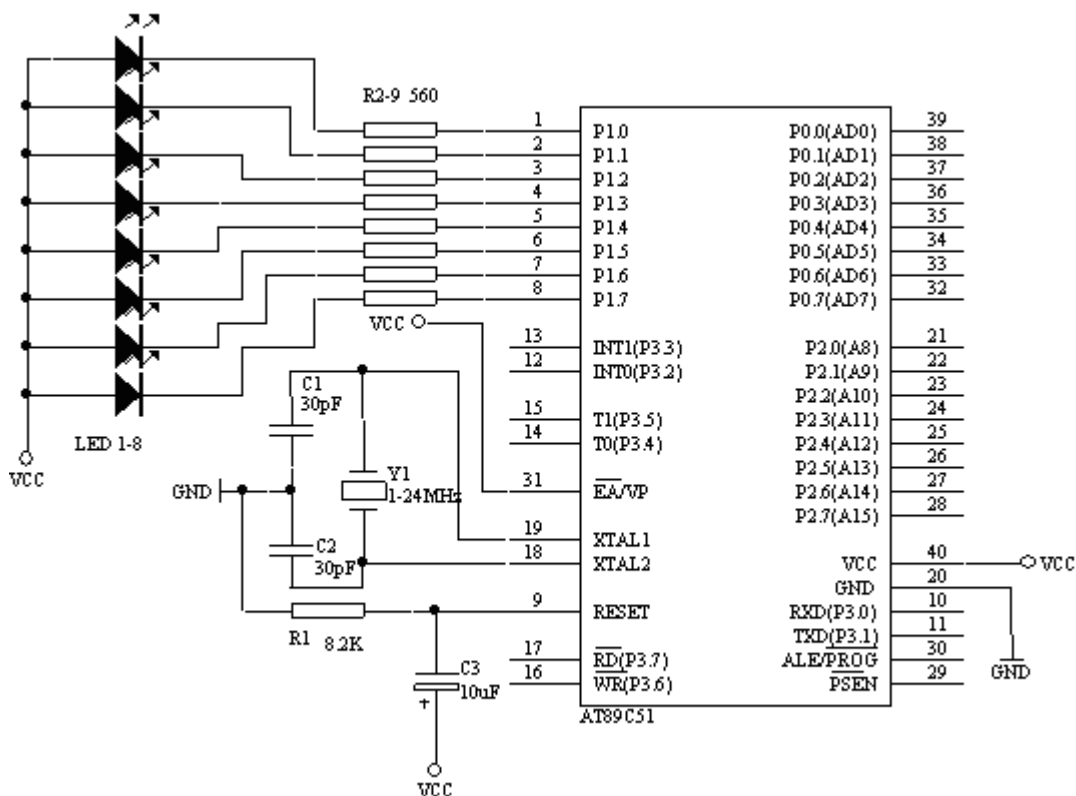 R2-9 560
1
P1.0
P0.0(AD0)
39
2
P1.1
P0.1(AD1)
38
3
P1.2
P0.2(AD2)
37
4
P1.3
P0.3(AD3)
36
5
P1.4
P0.4(AD4)
35
6
P1.5
P0.5(AD5)
34
7
P1.6
P0.6(AD6)
33
8
P1.7
P0.7(AD7)
32
VCC
13
INT1(P3.3)
P2.0(A8)
21
12
INT0(P3.2)
P2.1(A9)
22
P2.2(A10)
23
15
T1(P3.5)
P2.3(A11)
24
14
T0(P3.4)
P2.4(A12)
25
P2.5(A13)
26
31
EA/VP
P2.6(A14)
27
P2.7(A15)
28
19
XTAL1
18
XTAL2
VCC
40
VCC
GND
20
9
RESET
RXD(P3.0)
10
TXD(P3.1)
11
17
RD(P3.7)
ALE/PROG
30
16
WR(P3.6)
PSEN
29
GND
AT89C51
LED 1-8
VCC
C1
30pF
GND
Y1
1-24MHz
C2
30pF
R1 8.2K
C3
10uF
+
VCC